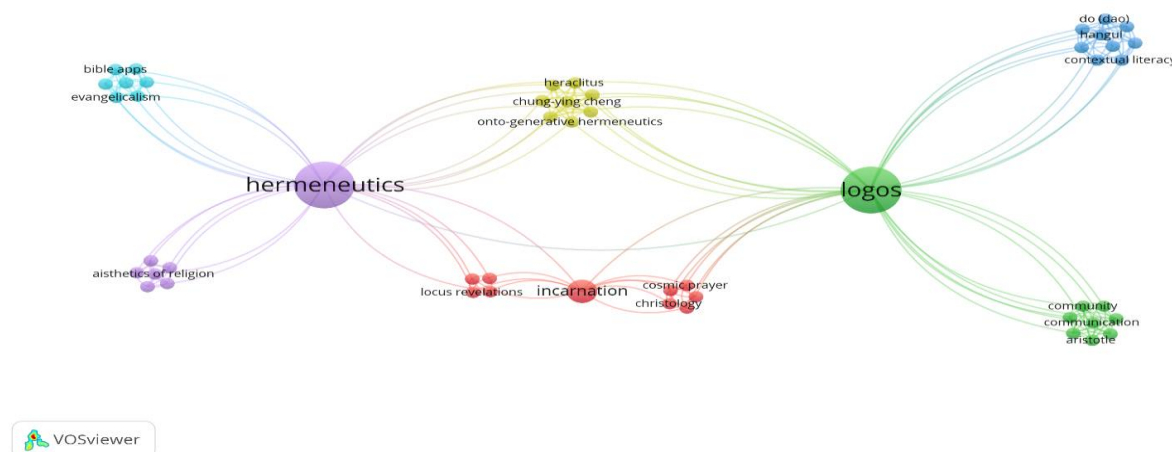 do (dao)
hangul
contextual literacy
bible apps
evangelicalism
heraclitus
chung-ying cheng
onto-generative hermeneutics
hermeneutics
logos
aisthetics of religion
locus revelations
incarnation
cosmic prayer
christology
community
communication
aristotle
VOSviewer